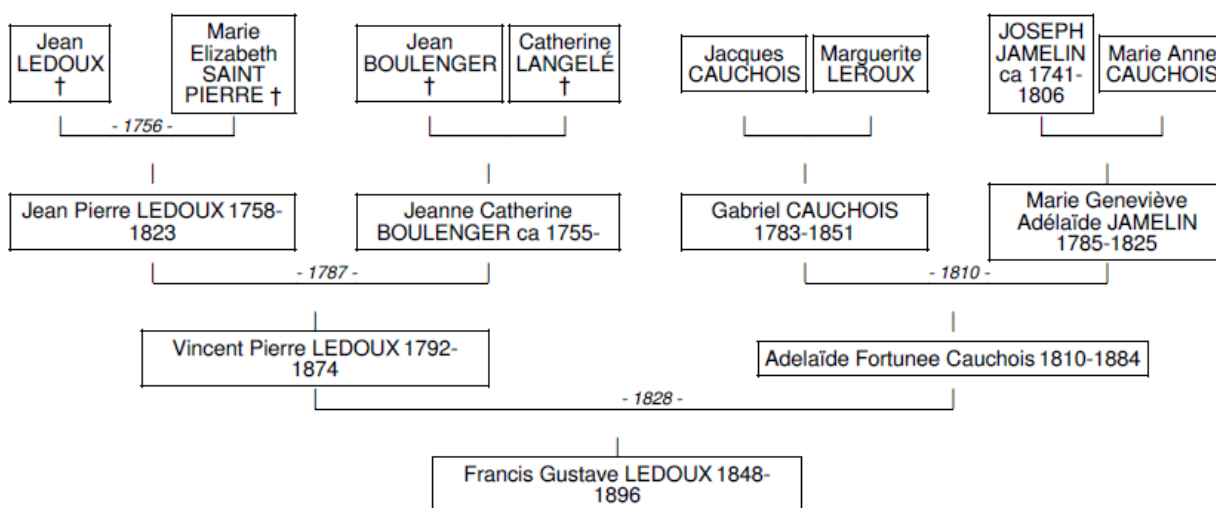 Jean
LEDOUX
†
Marie
Elizabeth
SAINT
PIERRE †
Jean
BOULENGER
†
Catherine
LANGELÉ
†
Jacques
CAUCHOIS
Marguerite
LEROUX
JOSEPH
JAMELIN
ca 1741-
1806
Marie Anne
CAUCHOIS
- 1756 -
Jean Pierre LEDOUX 1758-
1823
Jeanne Catherine
BOULENGER ca 1755-
Gabriel CAUCHOIS
1783-1851
Marie Geneviève
Adélaïde JAMELIN
1785-1825
- 1787 -
- 1810 -
Vincent Pierre LEDOUX 1792-
1874
Adelaïde Fortunee Cauchois 1810-1884
- 1828 -
Francis Gustave LEDOUX 1848-
1896